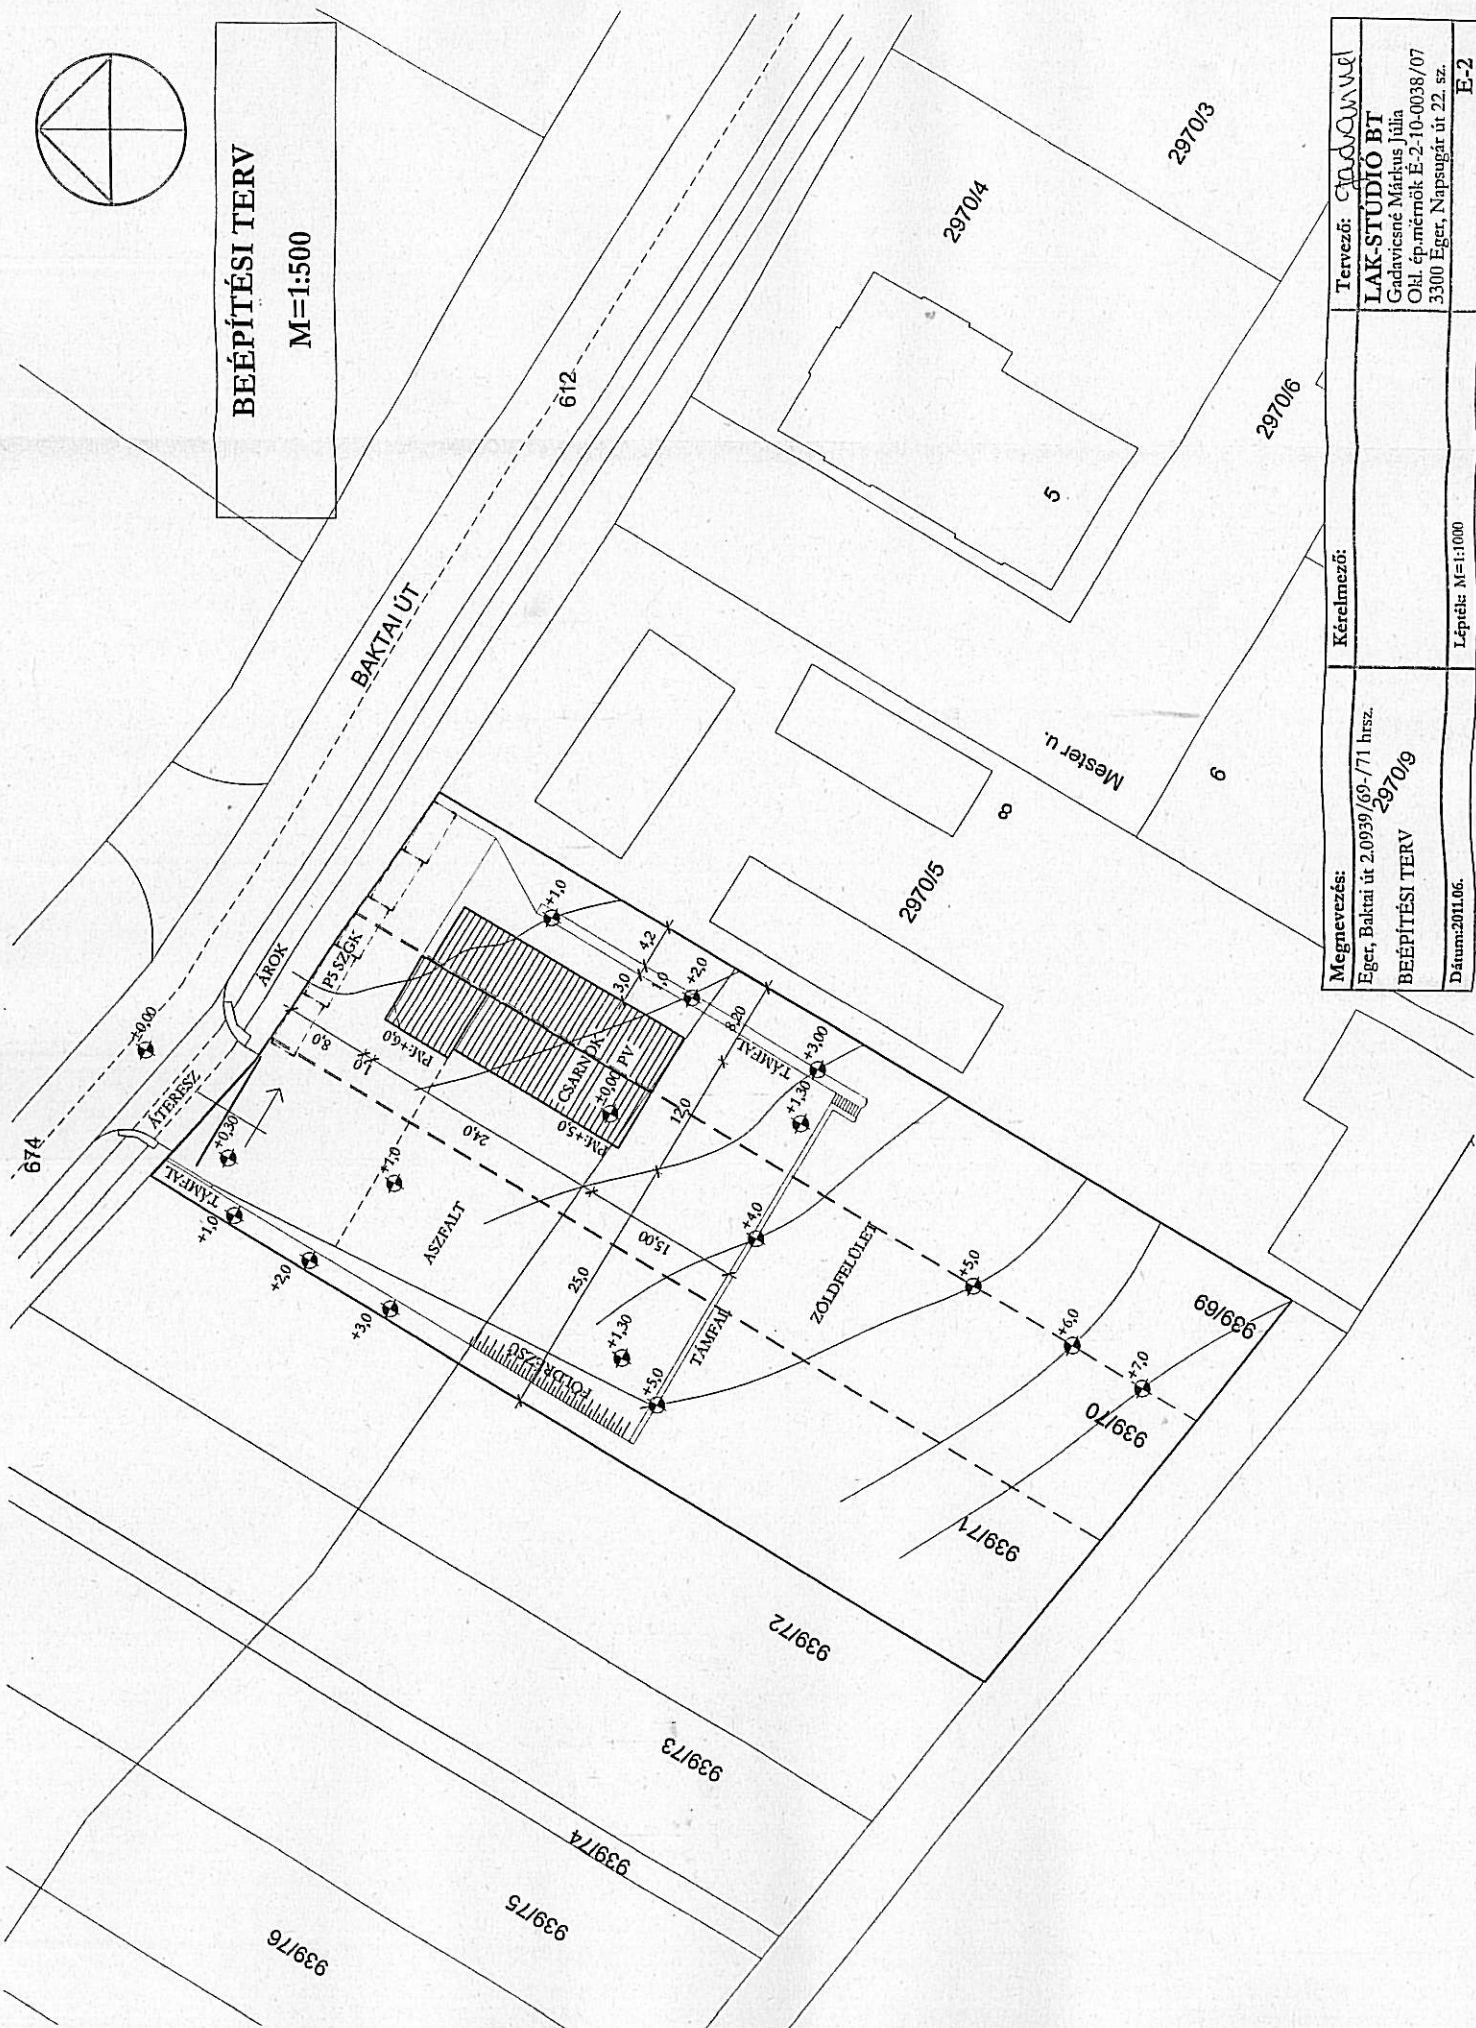 BEÉPÍTÉSI TERV
M=1:500
674
±0,00
ÁTERESZ
ÁROK
BAKTAI ÚT
612
P5 SZGK
TÁMFAL
+0,30
+1,0
+2,0
+3,0
+1,0
ASZFALT
8,0
1,0
24,0
15,00
PM:+6,0
CSARNOK
±0,00
PV
PM:+5,0
+1,0
3,0
4,2
1,0
+2,0
8,20
12,0
25,0
TÁMFAL
+3,00
+1,30
+4,0
FÖLDRÉZSŰ
+1,30
+5,0
TÁMFAL
ZÖLDFELÜLET
+5,0
+6,0
+7,0
939/69
939/70
939/71
939/72
939/73
939/74
939/75
939/76
2970/3
2970/4
2970/5
2970/6
2970/9
5
6
8
Mester u.
Megnevezés:
Eger, Baktai út 2.0939/69-/71 hrsz.
BEÉPÍTÉSI TERV
Dátum:2011.06.
Kérelmező:
Lépték: M=1:1000
Tervező:
LAK-STÚDIÓ BT
Gadavicsné Márkus Júlia
Okl. ép.mérnök É-2-10-0038/07
3300 Eger, Napsugár út 22. sz.
E-2